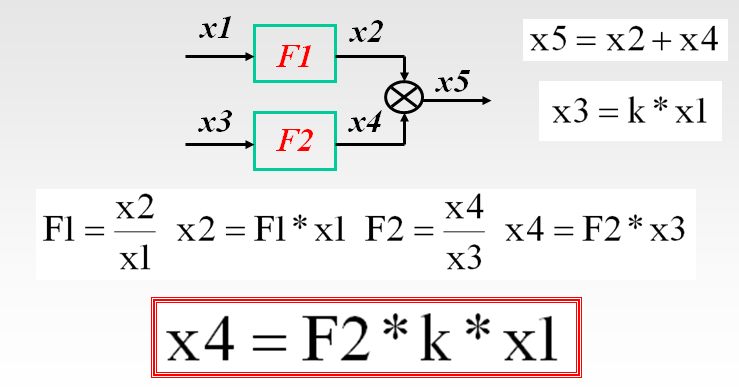 x1 F1 x2 x5 = x2 + x4
x5
x3 F2 x4 x3 = k * x1
F1 = x2/x1 x2 = F1 * x1 F2 = x4/x3 x4 = F2 * x3
x4 = F2 * k * x1